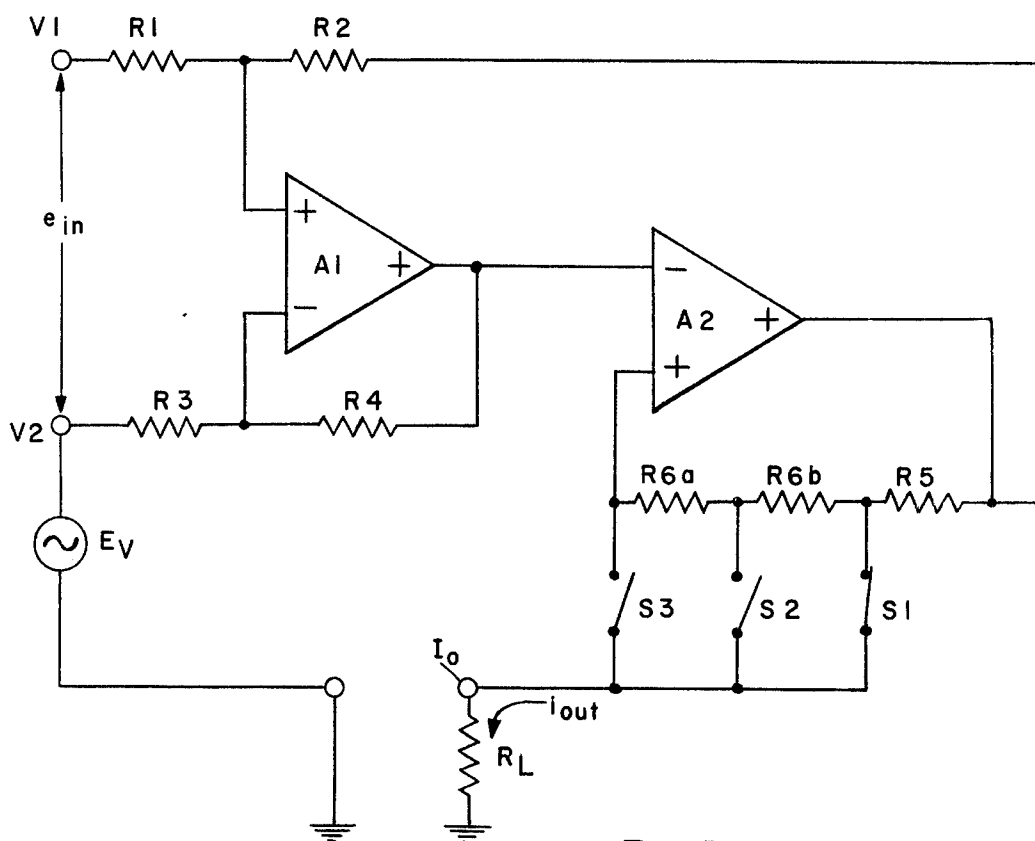 V1 R1 R2
e in
+ A1 + −
− A2 + +
R3 R4
V2
R6a R6b R5
E V
S3 S2 S1
I o
i out
R L